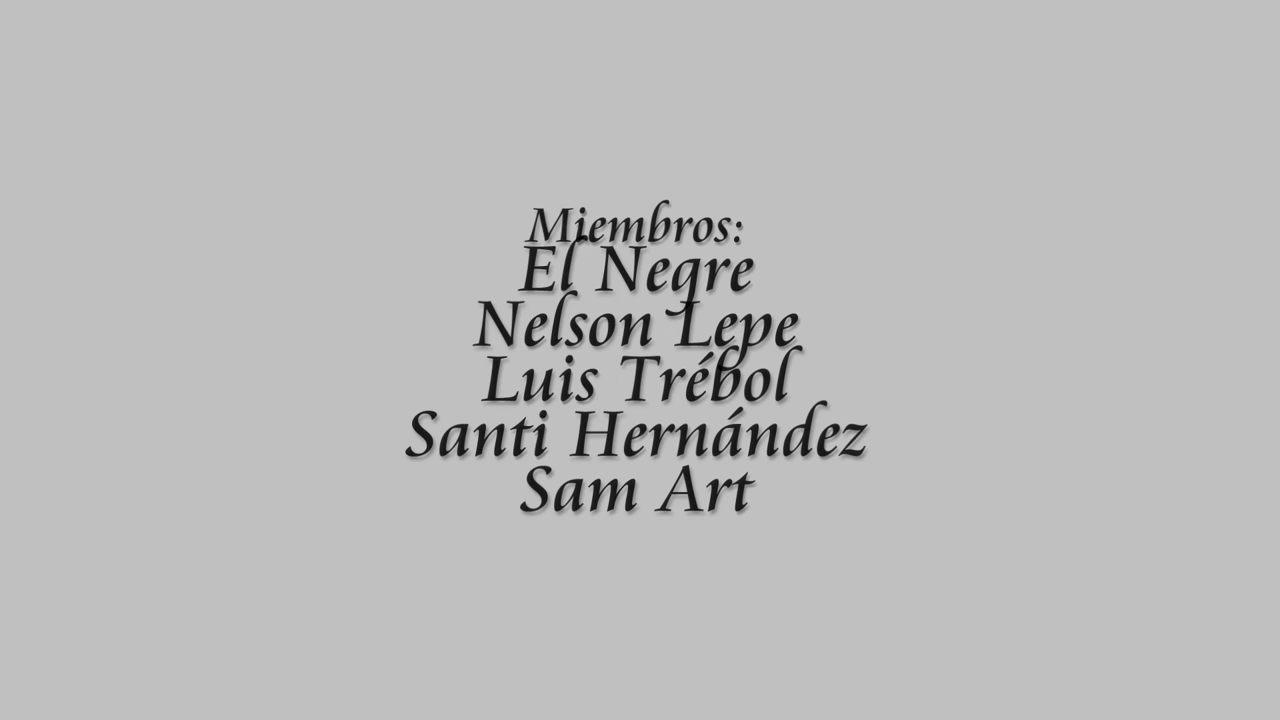 Miembros:
El Negre
Nelson Lepe
Luis Trébol
Santi Hernández
Sam Art